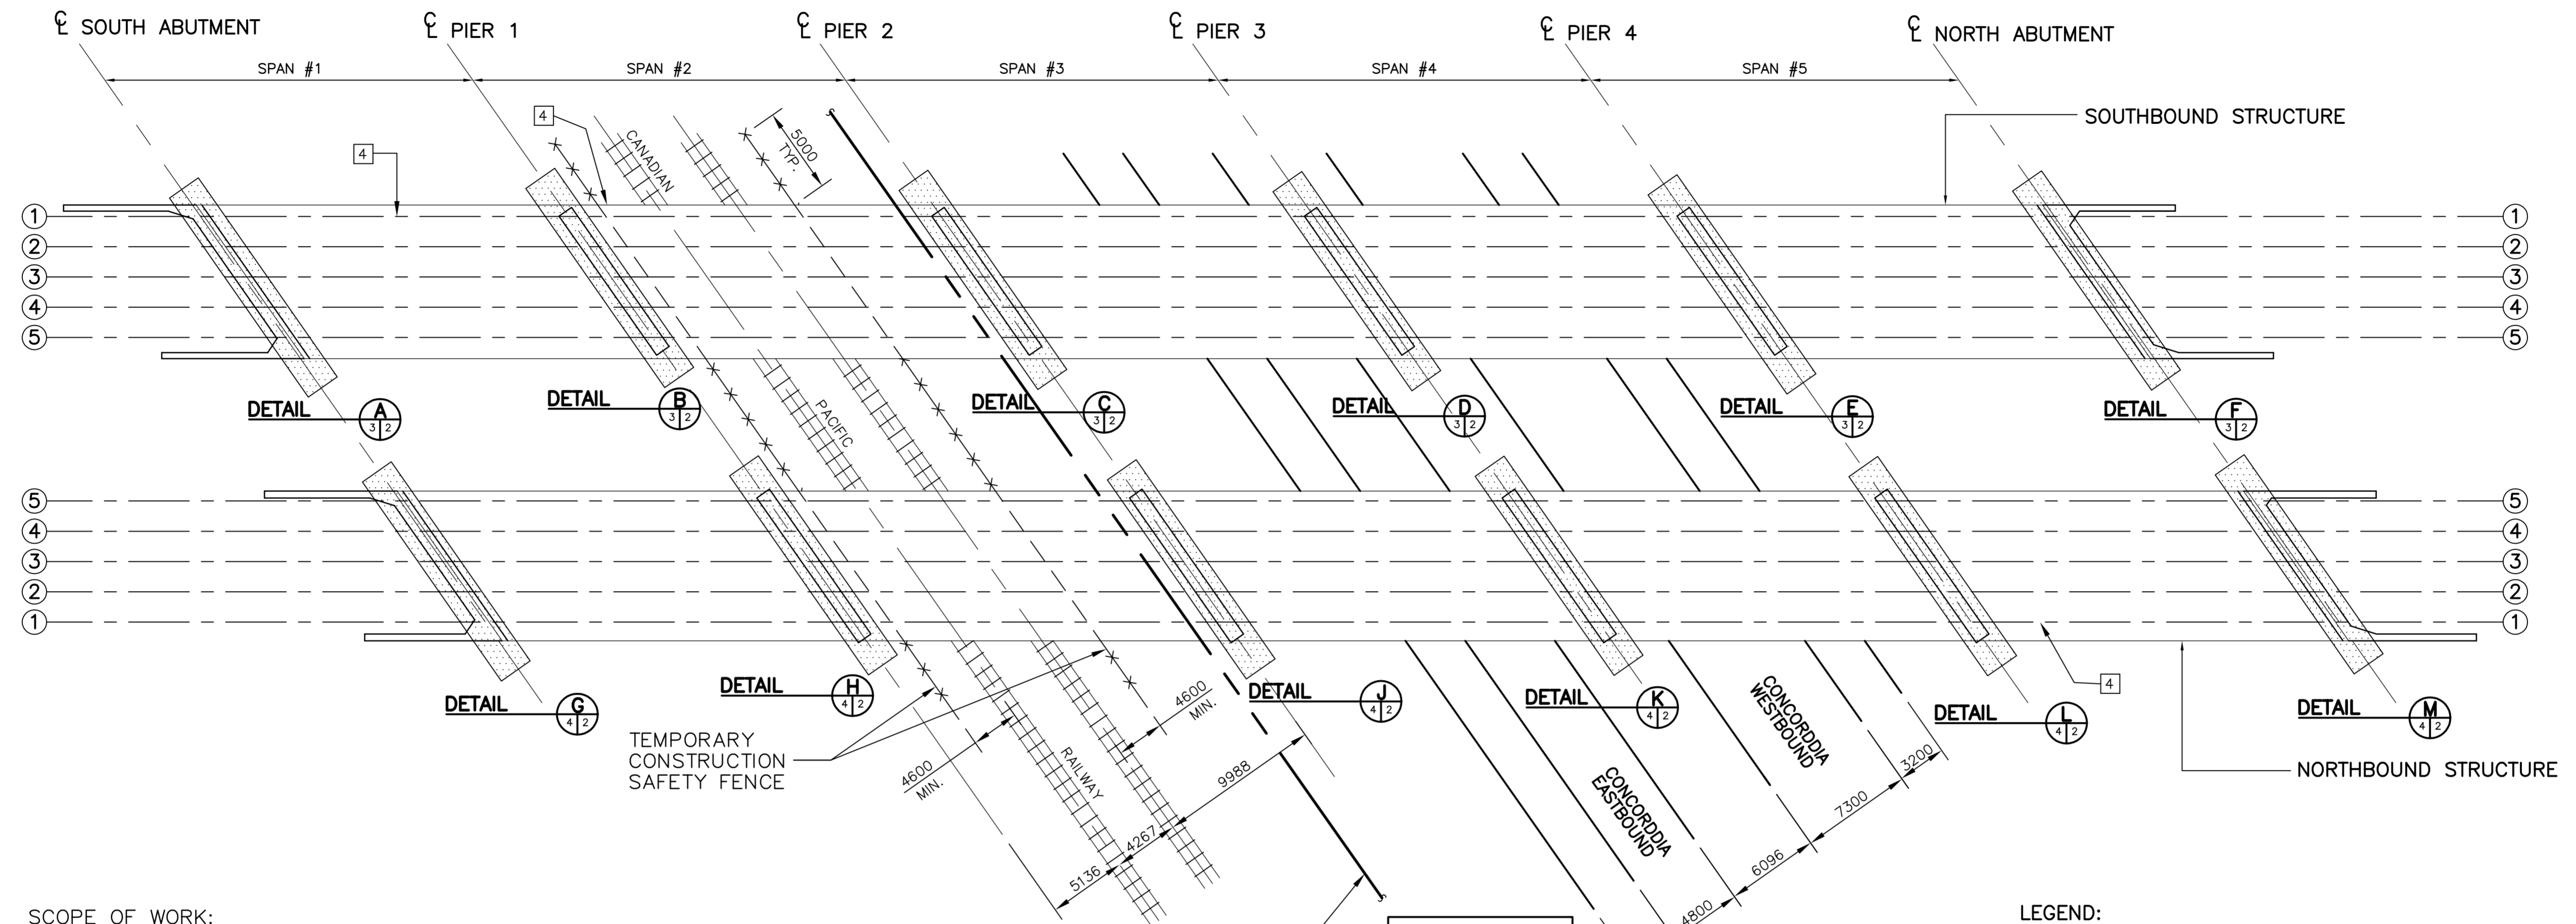 ℄ SOUTH ABUTMENT
℄ PIER 1
℄ PIER 2
℄ PIER 3
℄ PIER 4
℄ NORTH ABUTMENT
SPAN #1
SPAN #2
SPAN #3
SPAN #4
SPAN #5
4
4
CANADIAN
5000
TYP.
S
SOUTHBOUND STRUCTURE
1
1
2
2
3
3
4
4
5
5
DETAIL A 3 2
DETAIL B 3 2
DETAIL C 3 2
DETAIL D 3 2
DETAIL E 3 2
DETAIL F 3 2
PACIFIC
5
5
4
4
3
3
2
2
1
1
DETAIL G 4 2
DETAIL H 4 2
DETAIL J 4 2
DETAIL K 4 2
DETAIL L 4 2
DETAIL M 4 2
4
TEMPORARY
CONSTRUCTION
SAFETY FENCE
4600
MIN.
4600
MIN.
RAILWAY
9988
4267
5136
CONCORDDIA
WESTBOUND
CONCORDDIA
EASTBOUND
3200
7300
6096
4800
NORTHBOUND STRUCTURE
S
SCOPE OF WORK:
LEGEND: